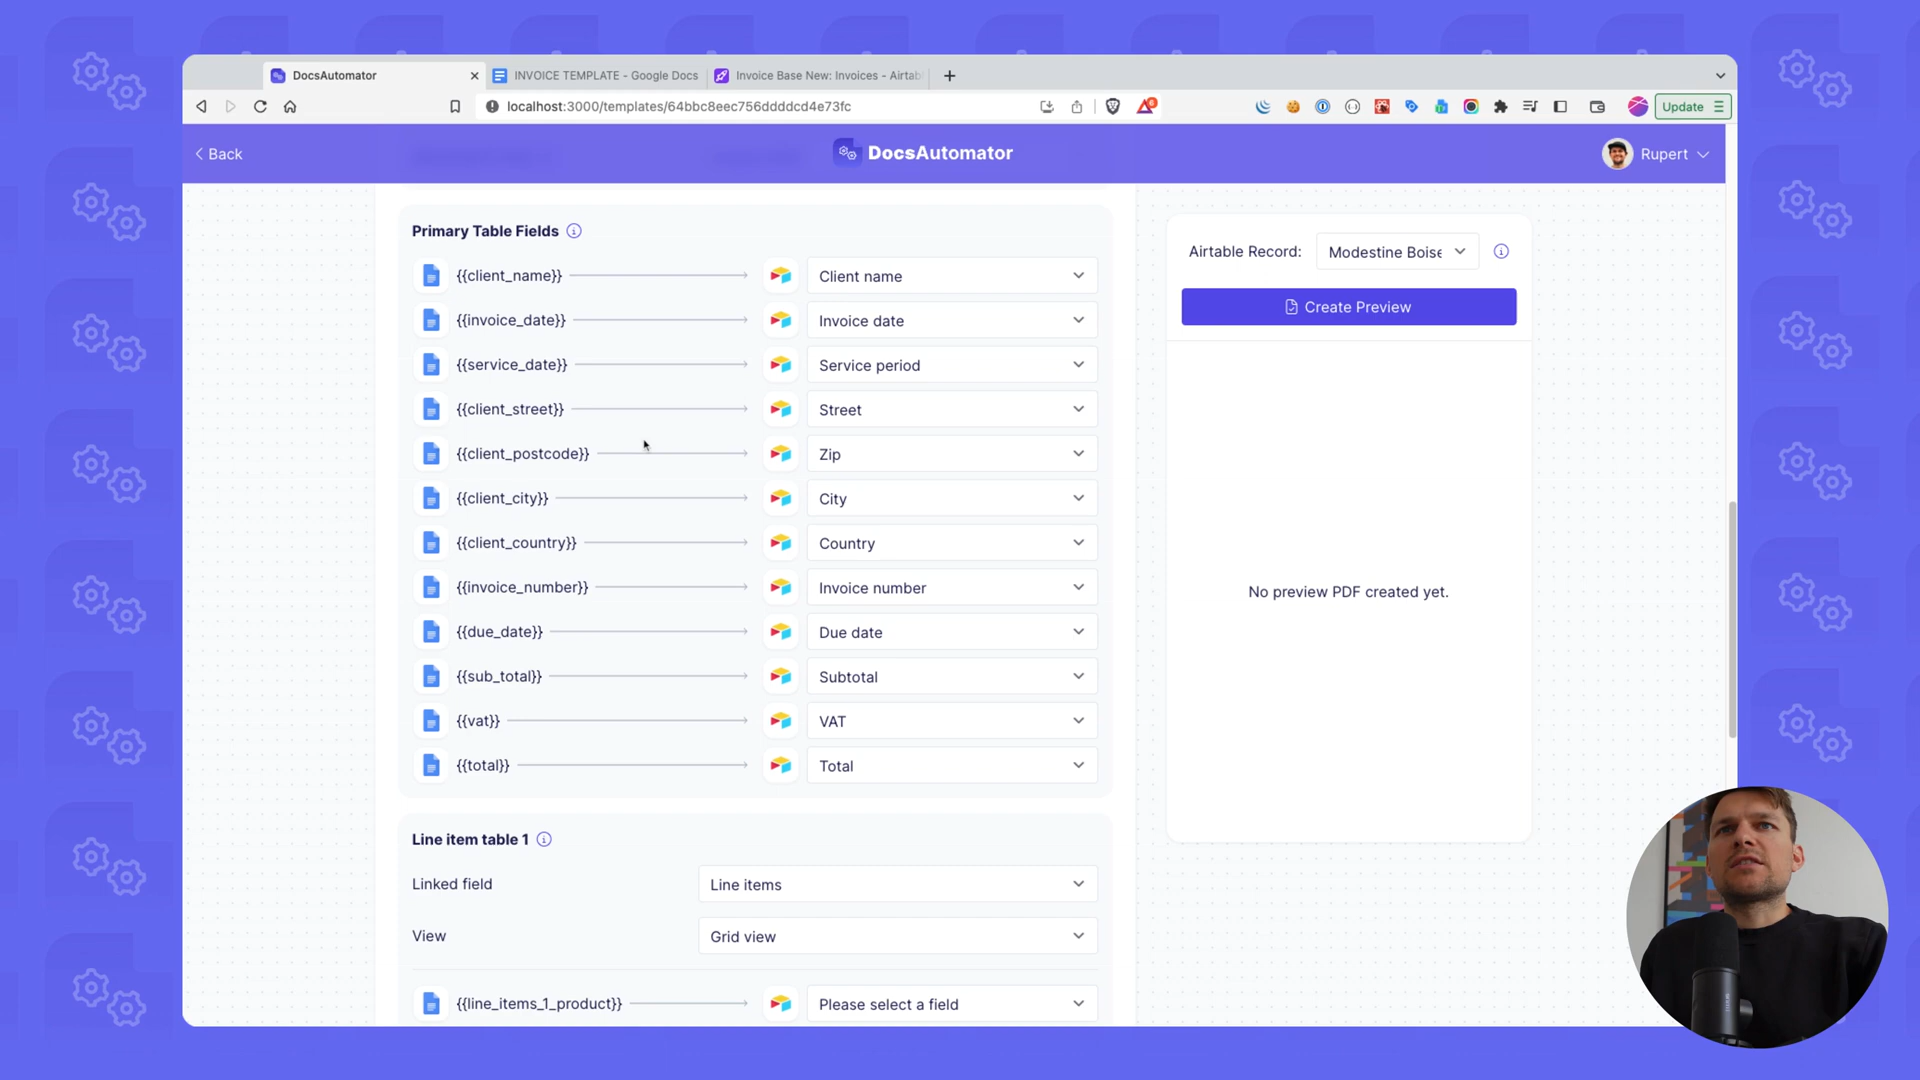 DocsAutomator
INVOICE TEMPLATE - Google Docs
Invoice Base New: Invoices - Airtab
localhost:3000/templates/64bbc8eec756ddddcd4e73fc
Update
Back
DocsAutomator
Rupert
Primary Table Fields
{{client_name}} Client name
{{invoice_date}} Invoice date
{{service_date}} Service period
{{client_street}} Street
{{client_postcode}} Zip
{{client_city}} City
{{client_country}} Country
{{invoice_number}} Invoice number
{{due_date}} Due date
{{sub_total}} Subtotal
{{vat}} VAT
{{total}} Total
Line item table 1
Linked field Line items
View Grid view
{{line_items_1_product}} Please select a field
Airtable Record: Modestine Boise
Create Preview
No preview PDF created yet.